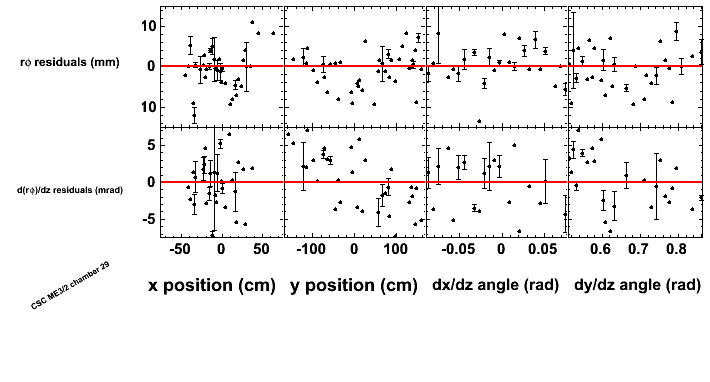 10
rφ residuals (mm)
0
10
5
d(rφ)/dz residuals (mrad)
0
-5
-50 0 50 -100 0 100 -0.05 0 0.05 0.6 0.7 0.8
x position (cm) y position (cm) dx/dz angle (rad) dy/dz angle (rad)
CSC ME3/2 chamber 29